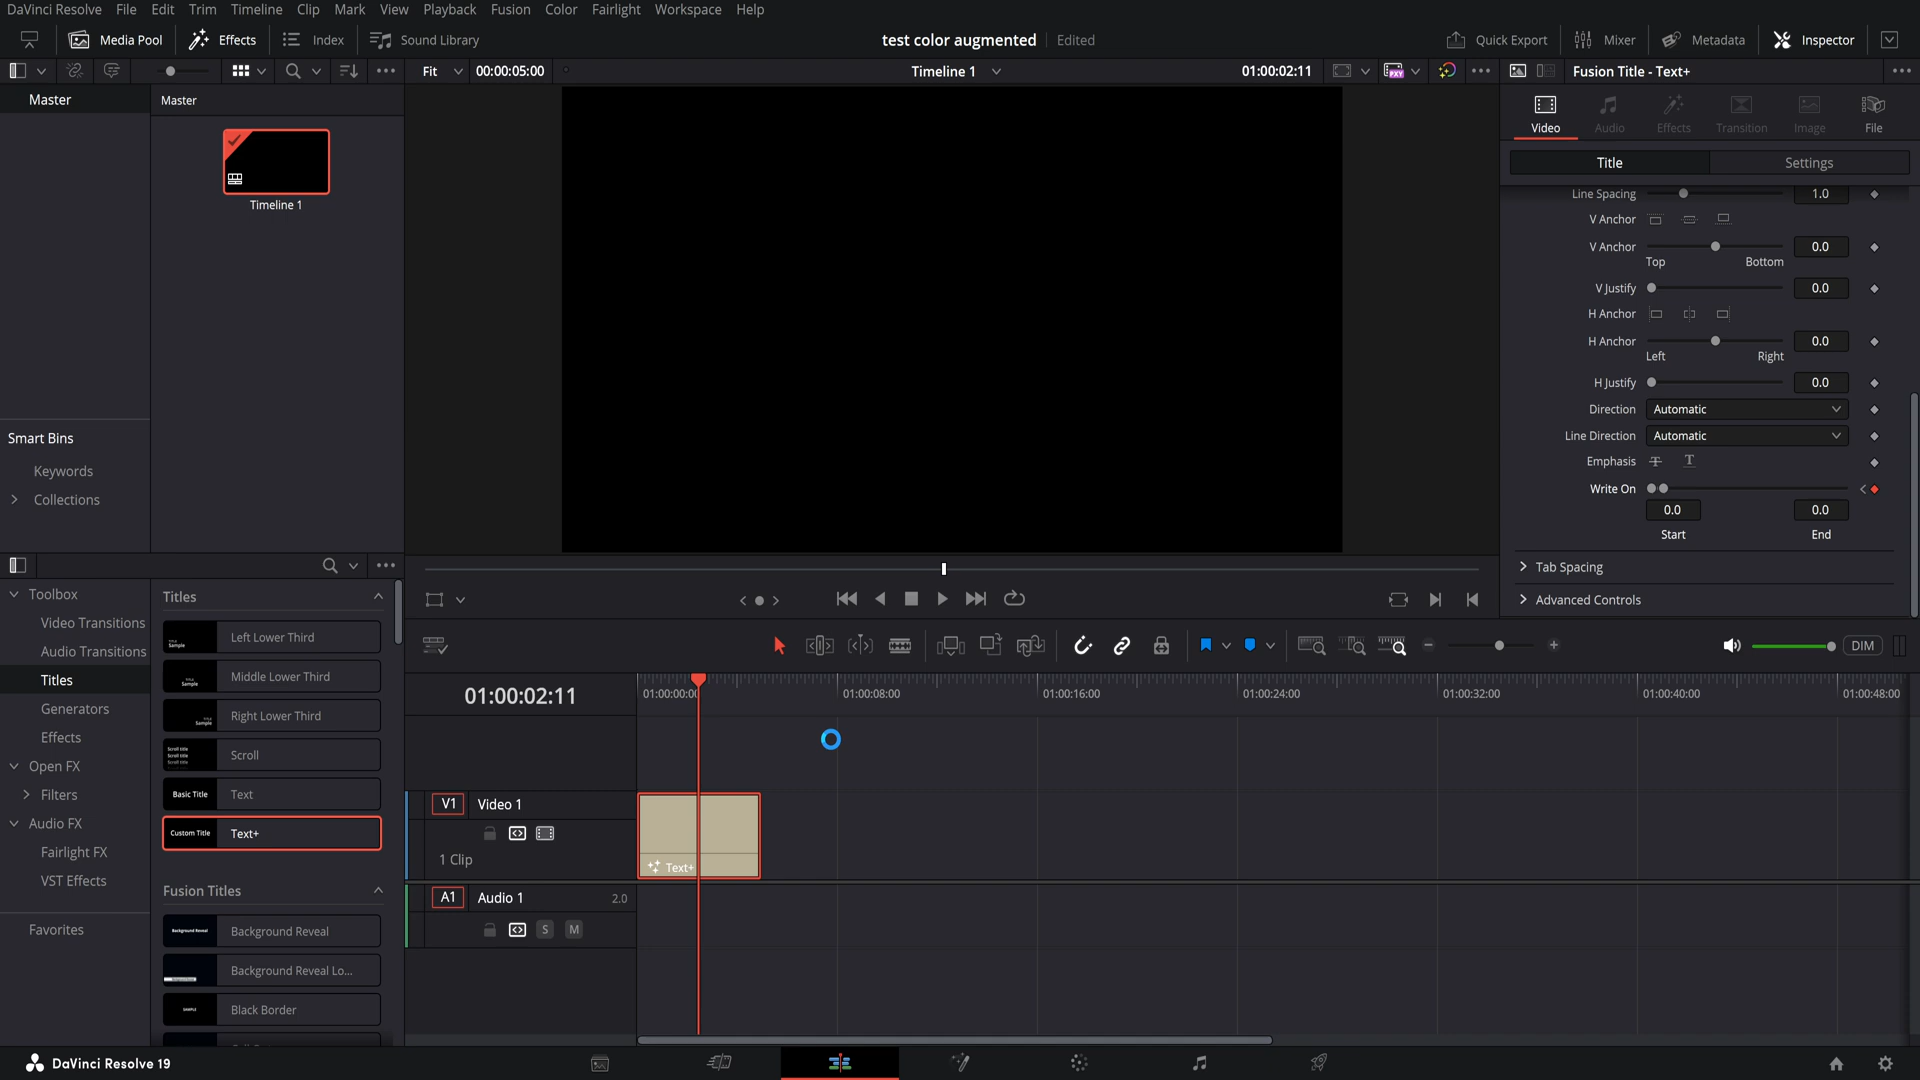 DaVinci Resolve File Edit Trim Timeline Clip Mark View Playback Fusion Color Fairlight Workspace Help
Media Pool Effects Index Sound Library test color augmented Edited Quick Export Mixer Metadata Inspector
Fit 00:00:05:00 Timeline 1 01:00:02:11 Fusion Title - Text+
Master
Master
Timeline 1
Smart Bins
Keywords
Collections
Video Audio Effects Transition Image File
Title Settings
Line Spacing 1.0
V Anchor
V Anchor 0.0
Top Bottom
V Justify 0.0
H Anchor
H Anchor 0.0
Left Right
H Justify 0.0
Direction Automatic
Line Direction Automatic
Emphasis
Write On
0.0 0.0
Start End
Tab Spacing
Advanced Controls
Toolbox
Video Transitions
Audio Transitions
Titles
Generators
Effects
Open FX
Filters
Audio FX
Fairlight FX
VST Effects
Favorites
Titles
Left Lower Third
Middle Lower Third
Right Lower Third
Scroll
Basic Title Text
Custom Title Text+
Fusion Titles
Background Reveal Background Reveal
Background Reveal Lo...
Black Border
DIM
01:00:02:11
01:00:00:00 01:00:08:00 01:00:16:00 01:00:24:00 01:00:32:00 01:00:40:00 01:00:48:00
V1 Video 1
1 Clip
Text+
A1 Audio 1 2.0
S M
DaVinci Resolve 19